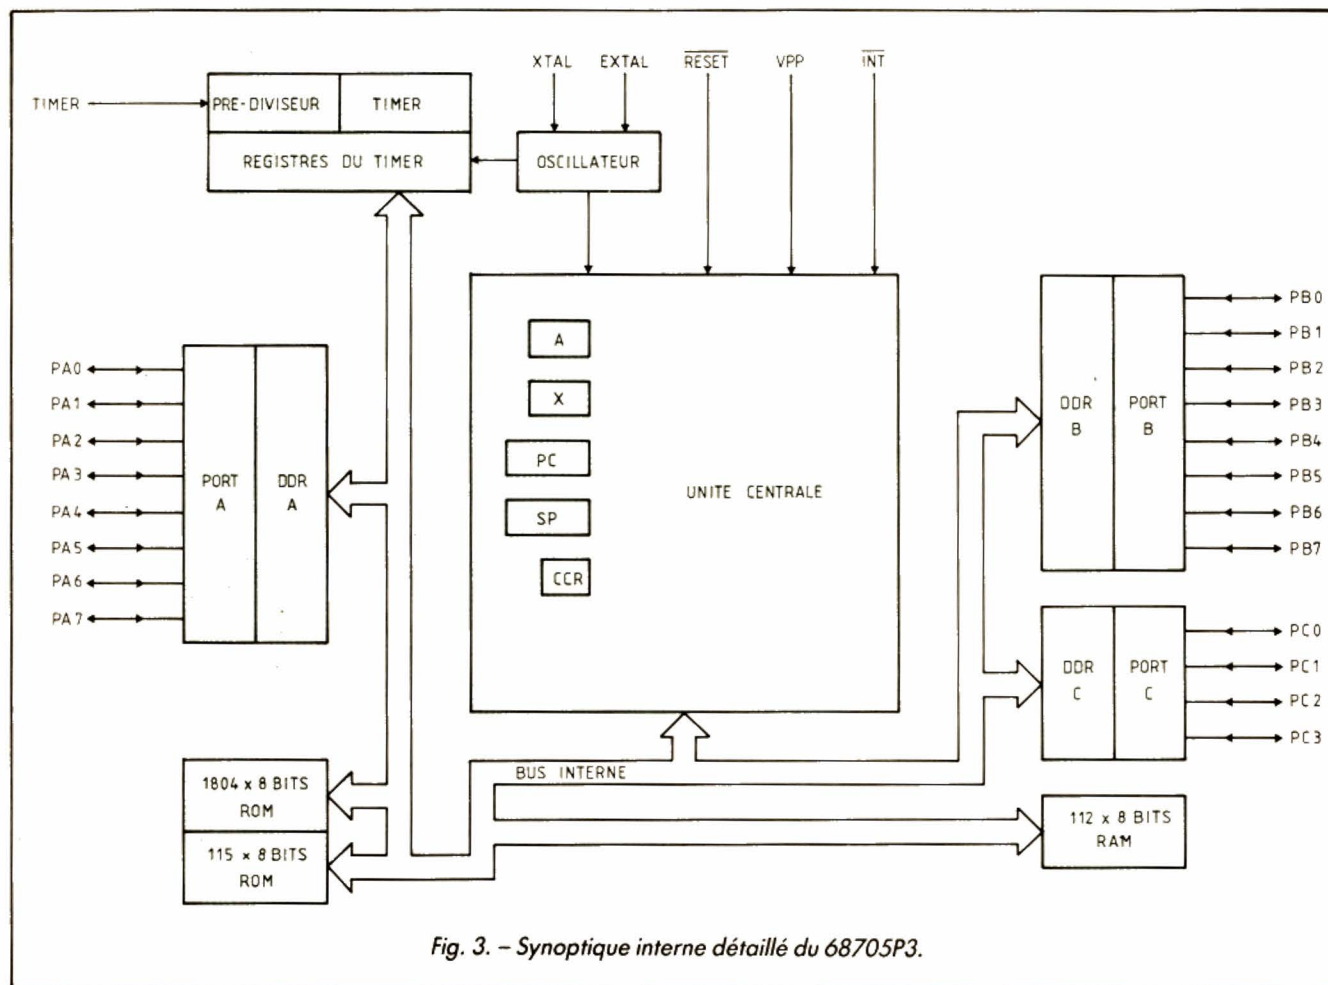 XTAL EXTAL RESET VPP INT
TIMER PRE-DIVISEUR TIMER
REGISTRES DU TIMER
OSCILLATEUR
PA0
PA1
PA2
PA3
PA4
PA5
PA6
PA7
PORT A
DDR A
A
X
PC
SP
CCR
UNITE CENTRALE
DDR B
PORT B
PB0
PB1
PB2
PB3
PB4
PB5
PB6
PB7
DDR C
PORT C
PC0
PC1
PC2
PC3
1804 x 8 BITS
ROM
115 x 8 BITS
ROM
BUS INTERNE
112 x 8 BITS
RAM
Fig. 3. – Synoptique interne détaillé du 68705P3.